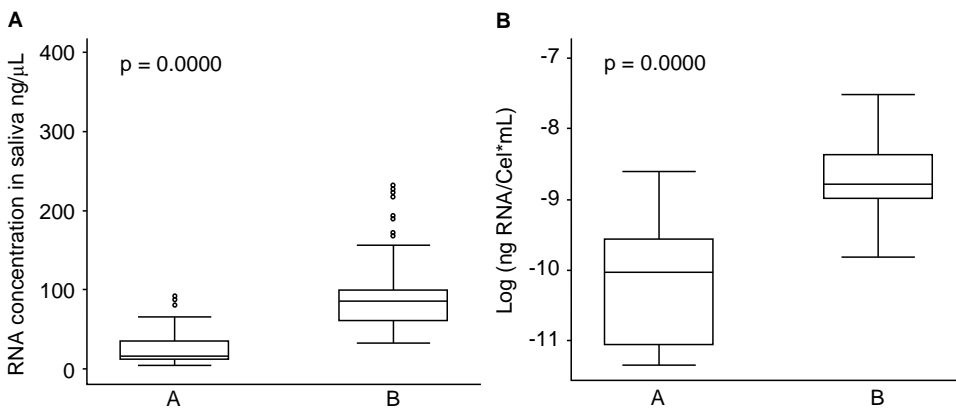 A
RNA concentration in saliva ng/μL
400
300
200
100
0
p = 0.0000
A
B
B
Log (ng RNA/Cel*mL)
-7
-8
-9
-10
-11
p = 0.0000
A
B